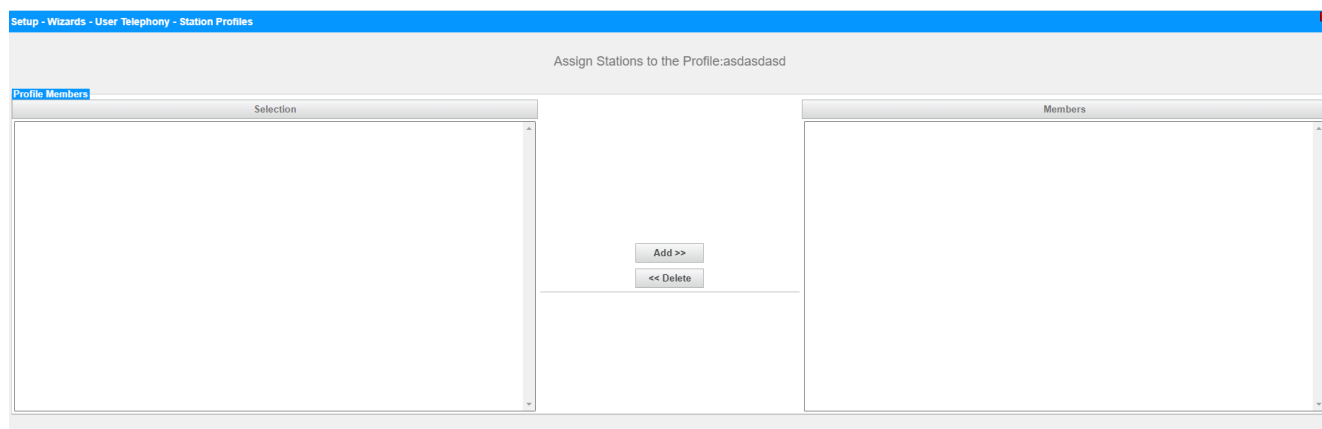 Setup - Wizards - User Telephony - Station Profiles
Assign Stations to the Profile:asdasdasd
Profile Members
Selection
Members
Add >>
<< Delete